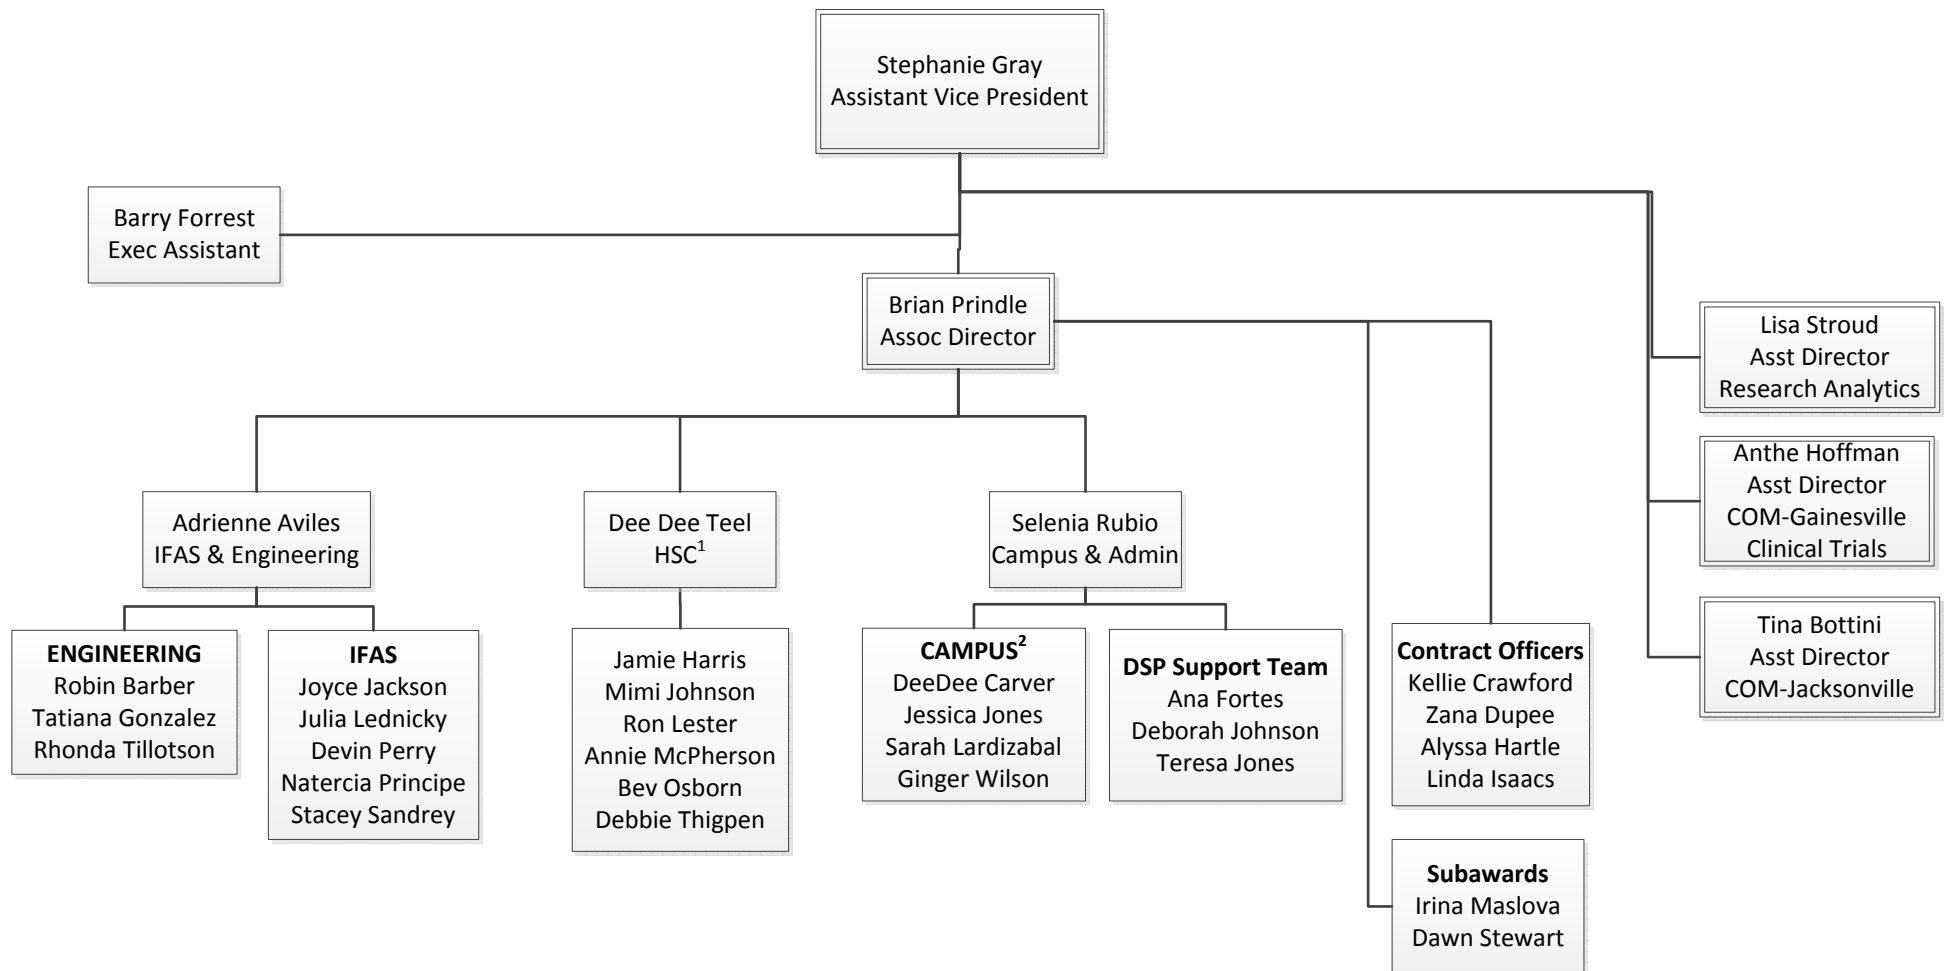 Stephanie Gray
Assistant Vice President
Barry Forrest
Exec Assistant
Brian Prindle
Assoc Director
Lisa Stroud
Asst Director
Research Analytics
Anthe Hoffman
Asst Director
COM-Gainesville
Clinical Trials
Tina Bottini
Asst Director
COM-Jacksonville
Adrienne Aviles
IFAS & Engineering
Dee Dee Teel
HSC¹
Selenia Rubio
Campus & Admin
ENGINEERING
Robin Barber
Tatiana Gonzalez
Rhonda Tillotson
IFAS
Joyce Jackson
Julia Lednicky
Devin Perry
Natercia Principe
Stacey Sandrey
Jamie Harris
Mimi Johnson
Ron Lester
Annie McPherson
Bev Osborn
Debbie Thigpen
CAMPUS²
DeeDee Carver
Jessica Jones
Sarah Lardizabal
Ginger Wilson
DSP Support Team
Ana Fortes
Deborah Johnson
Teresa Jones
Contract Officers
Kellie Crawford
Zana Dupee
Alyssa Hartle
Linda Isaacs
Subawards
Irina Maslova
Dawn Stewart